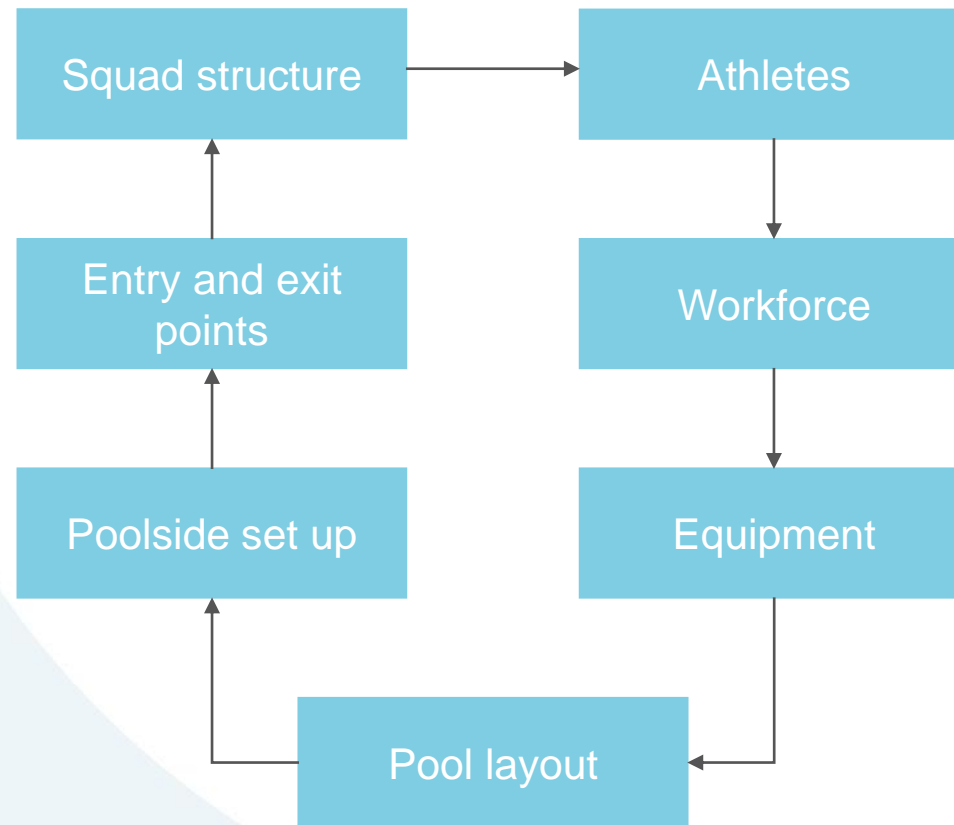 Squad structure
Athletes
Entry and exit
points
Workforce
Poolside set up
Equipment
Pool layout